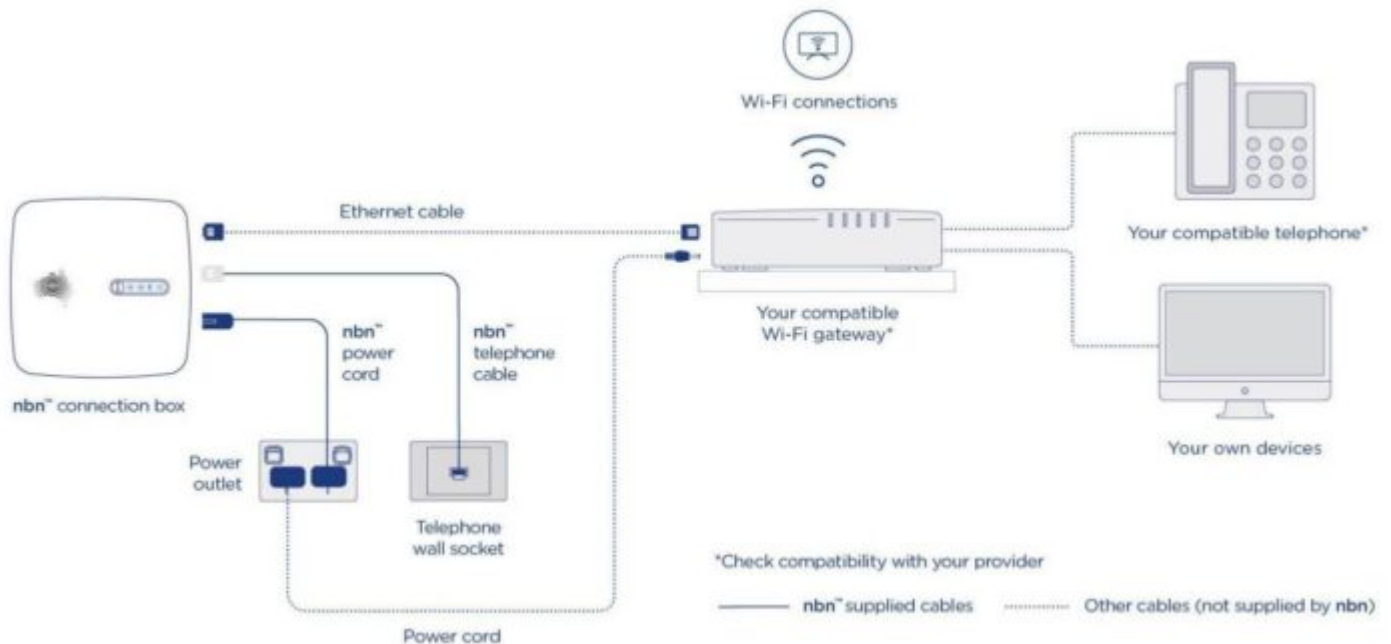 Wi-Fi connections
Ethernet cable
Your compatible telephone*
Your compatible
Wi-Fi gateway*
nbn™
power
cord
nbn™
telephone
cable
nbn™ connection box
Your own devices
Power
outlet
Telephone
wall socket
*Check compatibility with your provider
nbn™ supplied cables
Other cables (not supplied by nbn)
Power cord